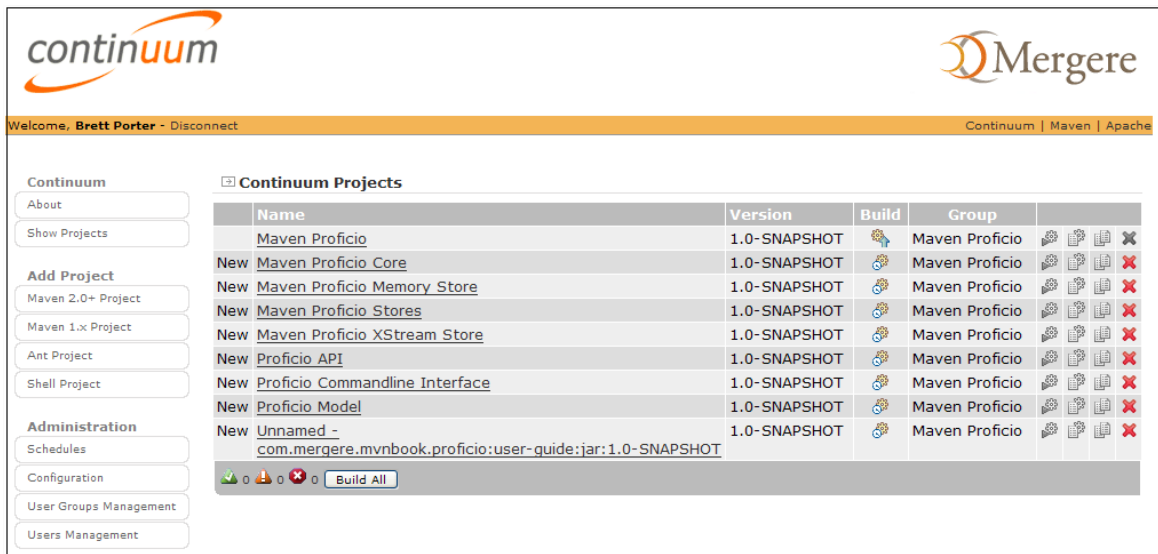 continuum
Mergere
Welcome, Brett Porter - Disconnect
Continuum | Maven | Apache
Continuum
About
Show Projects
Add Project
Maven 2.0+ Project
Maven 1.x Project
Ant Project
Shell Project
Administration
Schedules
Configuration
User Groups Management
Users Management
Continuum Projects
Name Version Build Group
Maven Proficio 1.0-SNAPSHOT Maven Proficio
New Maven Proficio Core 1.0-SNAPSHOT Maven Proficio
New Maven Proficio Memory Store 1.0-SNAPSHOT Maven Proficio
New Maven Proficio Stores 1.0-SNAPSHOT Maven Proficio
New Maven Proficio XStream Store 1.0-SNAPSHOT Maven Proficio
New Proficio API 1.0-SNAPSHOT Maven Proficio
New Proficio Commandline Interface 1.0-SNAPSHOT Maven Proficio
New Proficio Model 1.0-SNAPSHOT Maven Proficio
New Unnamed - 1.0-SNAPSHOT Maven Proficio
com.mergere.mvnbook.proficio:user-guide:jar:1.0-SNAPSHOT
0 0 0 Build All